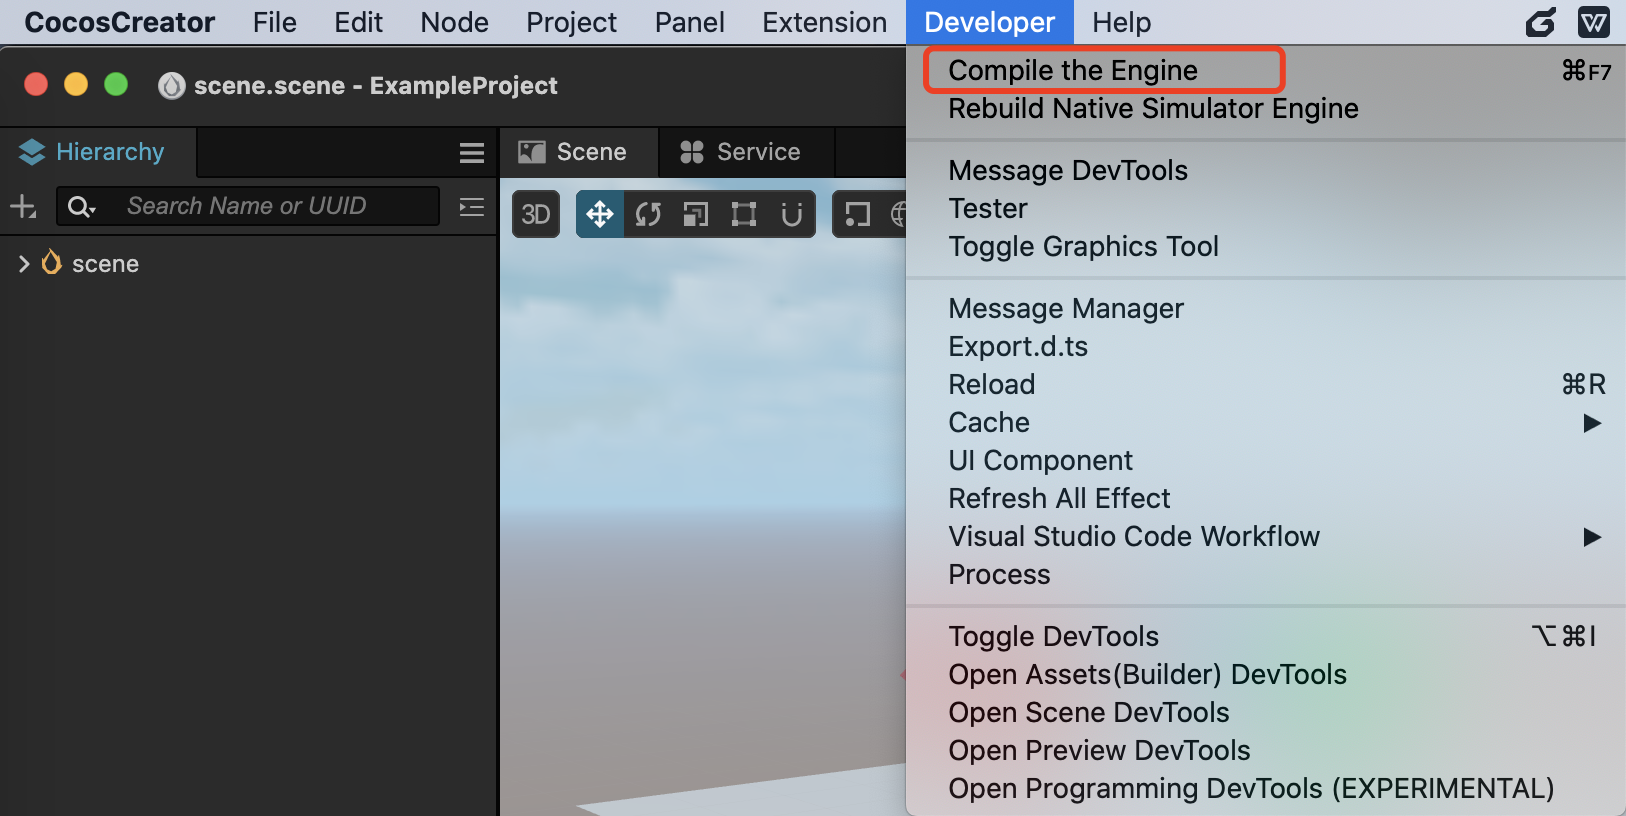 CocosCreator File Edit Node Project Panel Extension Developer Help
scene.scene - ExampleProject
Hierarchy
Search Name or UUID
scene
Scene Service
3D
Compile the Engine ⌘F7
Rebuild Native Simulator Engine
Message DevTools
Tester
Toggle Graphics Tool
Message Manager
Export.d.ts
Reload ⌘R
Cache
UI Component
Refresh All Effect
Visual Studio Code Workflow
Process
Toggle DevTools ⌥⌘I
Open Assets(Builder) DevTools
Open Scene DevTools
Open Preview DevTools
Open Programming DevTools (EXPERIMENTAL)